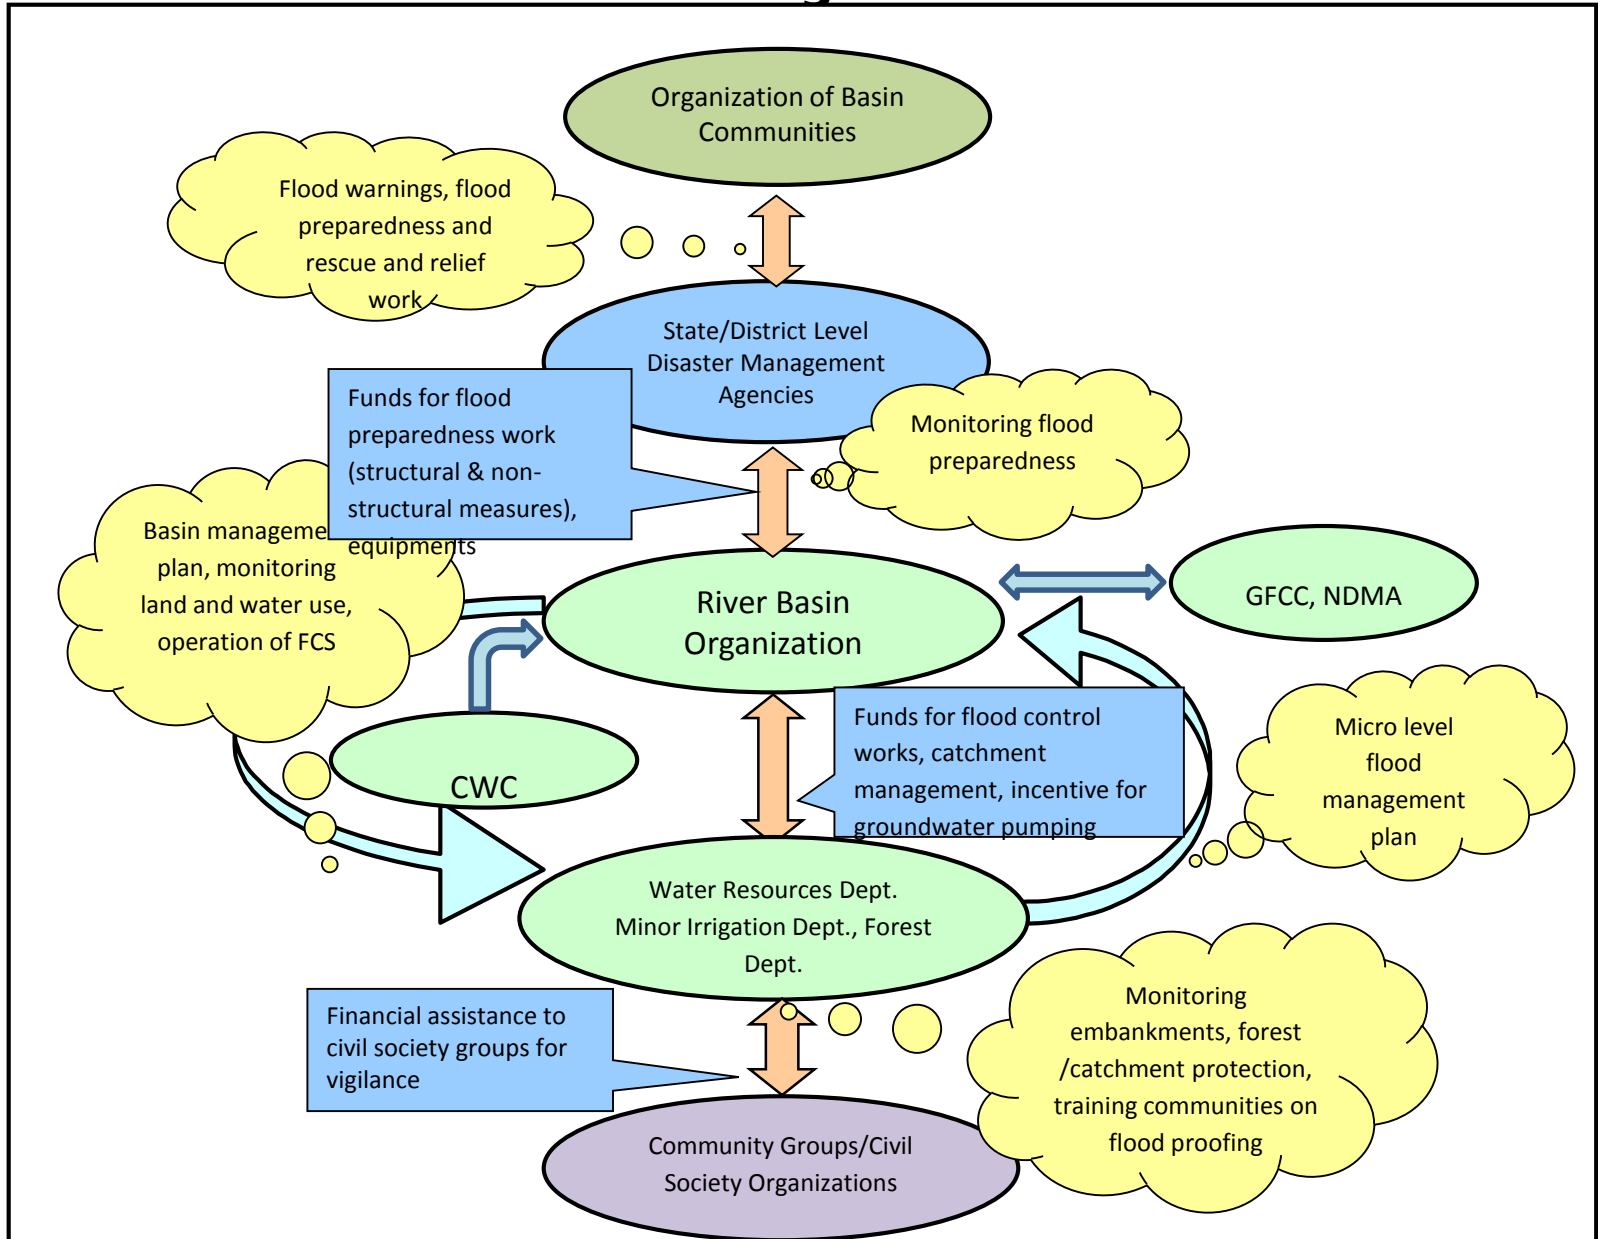 Organization of Basin
Communities
Flood warnings, flood
preparedness and
rescue and relief
work
State/District Level
Disaster Management
Agencies
Funds for flood
preparedness work
(structural & non-
structural measures),
equipments
Monitoring flood
preparedness
Basin management
plan, monitoring
land and water use,
operation of FCS
River Basin
Organization
GFCC, NDMA
CWC
Funds for flood control
works, catchment
management, incentive for
groundwater pumping
Micro level
flood
management
plan
Water Resources Dept.
Minor Irrigation Dept., Forest
Dept.
Financial assistance to
civil society groups for
vigilance
Monitoring
embankments, forest
/catchment protection,
training communities on
flood proofing
Community Groups/Civil
Society Organizations